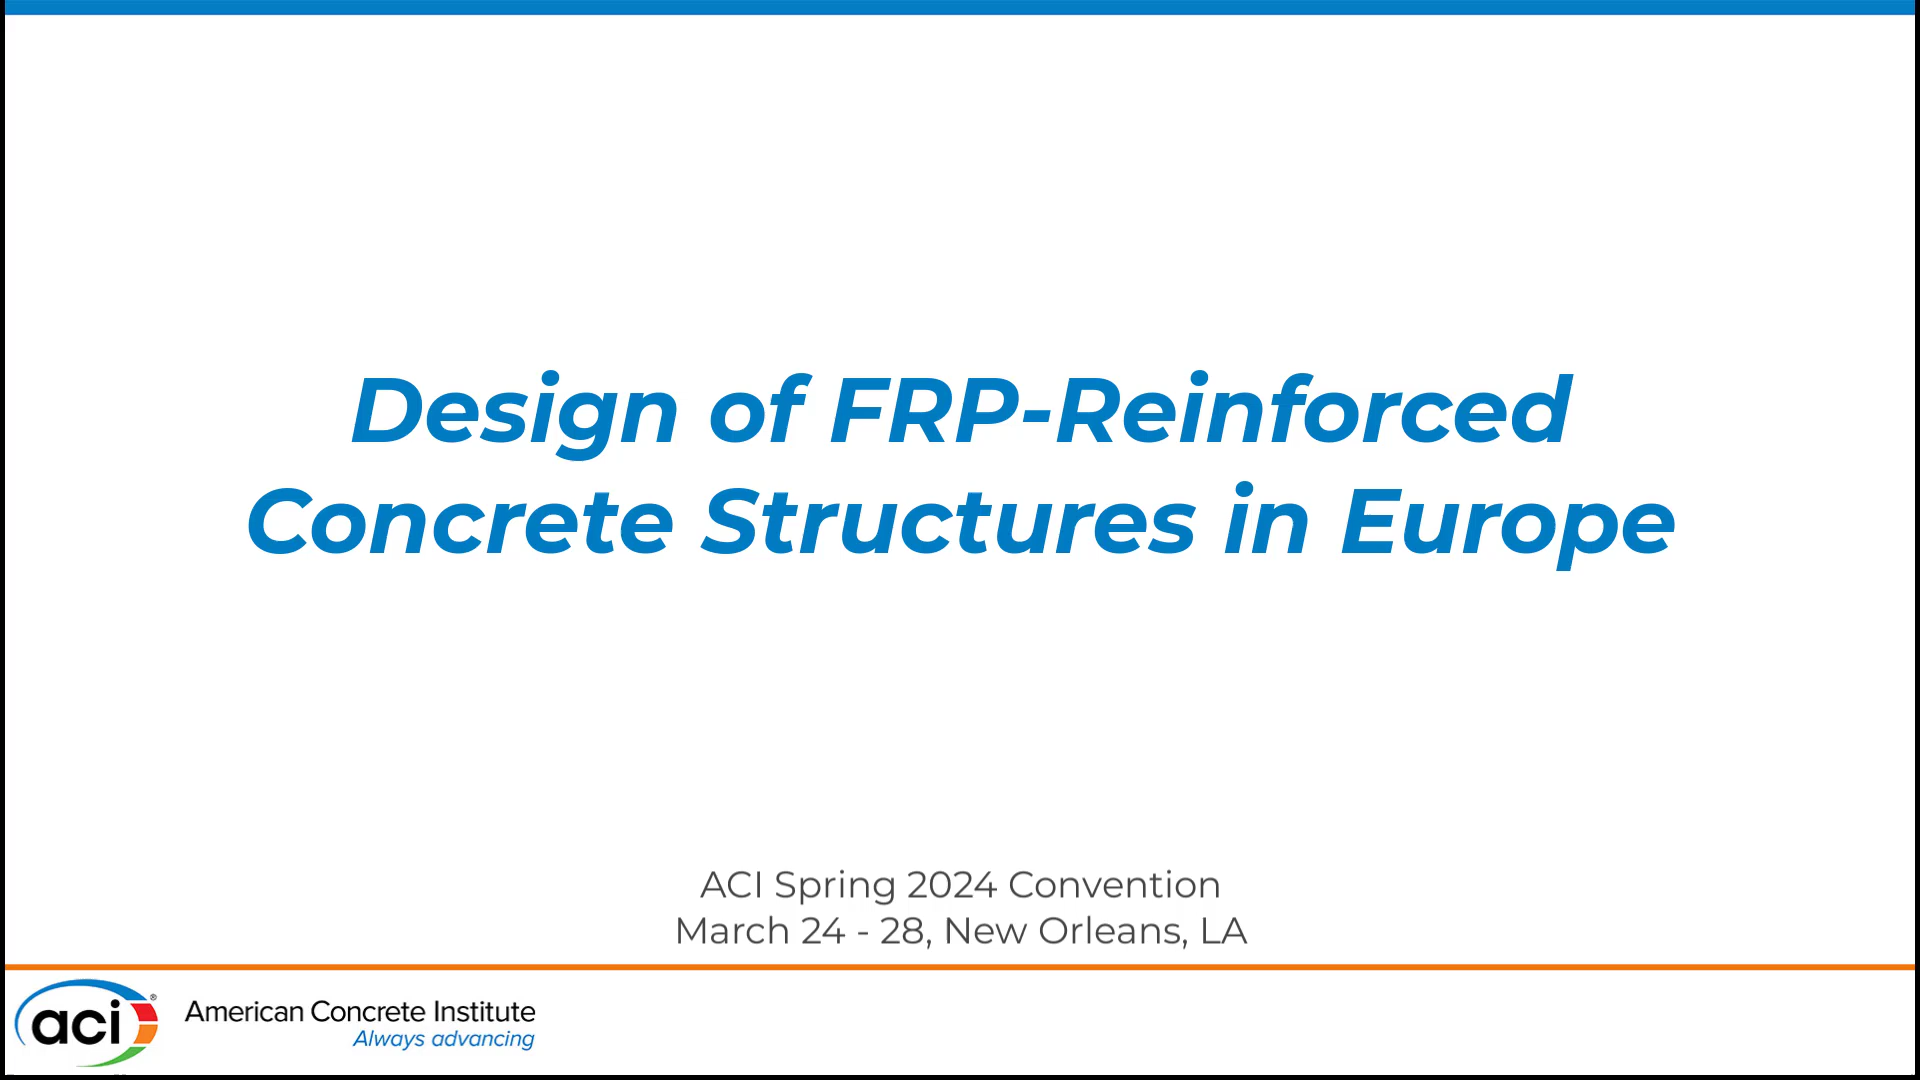 Design of FRP-Reinforced
Concrete Structures in Europe
ACI Spring 2024 Convention
March 24 - 28, New Orleans, LA
aci®
American Concrete Institute
Always advancing